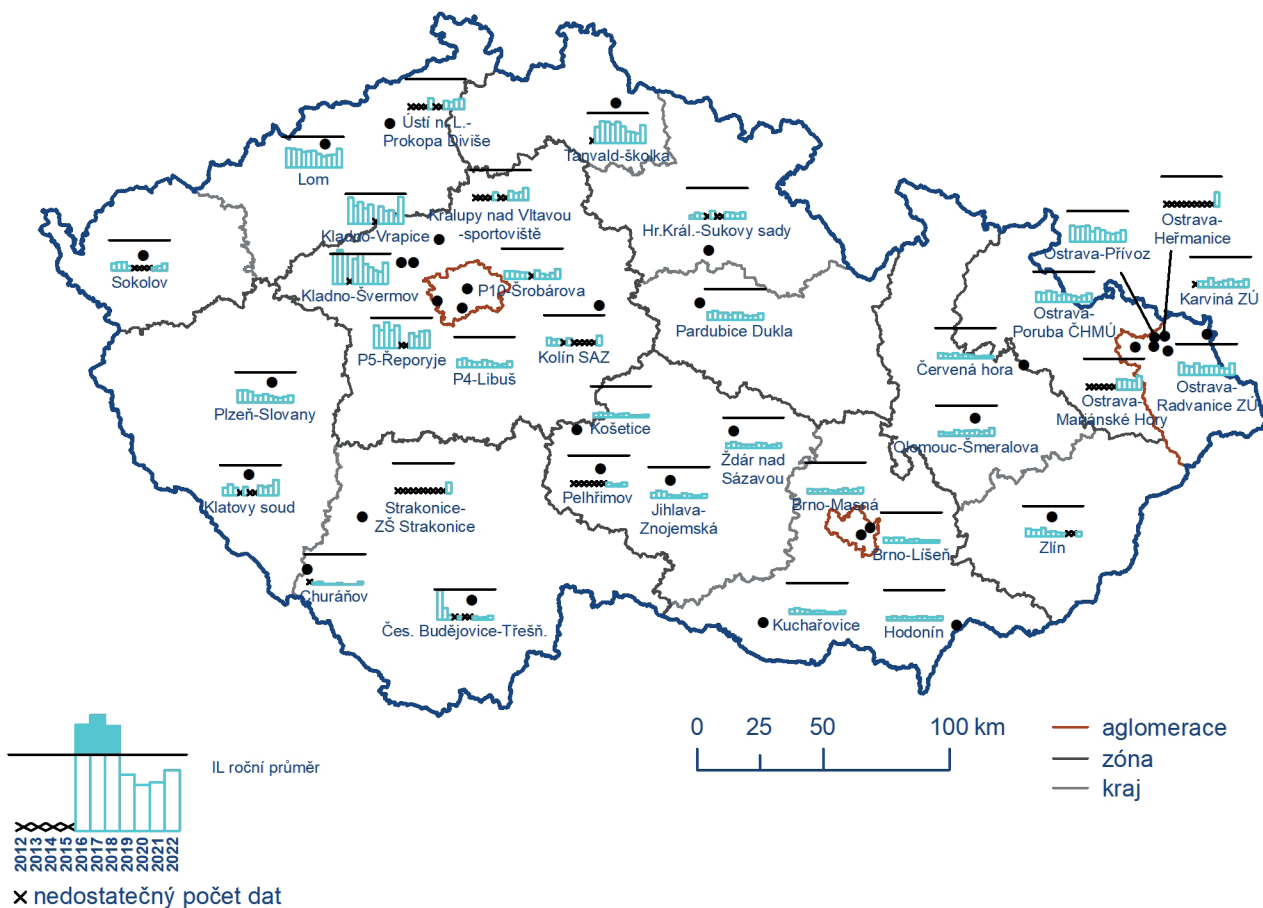 Ústí n. L.-
Prokopa Diviše
Lom
Tanvald-školka
Kladno-Vrapice
Kralupy nad Vltavou
-sportoviště
Hr.Král.-Sukovy sady
Ostrava-
Heřmanice
Ostrava-Přívoz
Sokolov
Kladno-Švermov
P10-Šrobárova
Karviná ZÚ
Ostrava-
Poruba ČHMÚ
Pardubice Dukla
P5-Řeporyje
P4-Libuš
Kolín SAZ
Červená hora
Ostrava-
Mariánské Hory
Ostrava-
Radvanice ZÚ
Plzeň-Slovany
Košetice
Olomouc-Šmeralova
Ždár nad
Sázavou
Klatovy soud
Strakonice-
ZŠ Strakonice
Pelhřimov
Jihlava-
Znojemská
Brno-Masná
Brno-Líšeň
Zlín
Churáňov
Čes. Budějovice-Třešň.
Kuchařovice
Hodonín
IL roční průměr
2012
2013
2014
2015
2016
2017
2018
2019
2020
2021
2022
nedostatečný počet dat
0 25 50 100 km
aglomerace
zóna
kraj